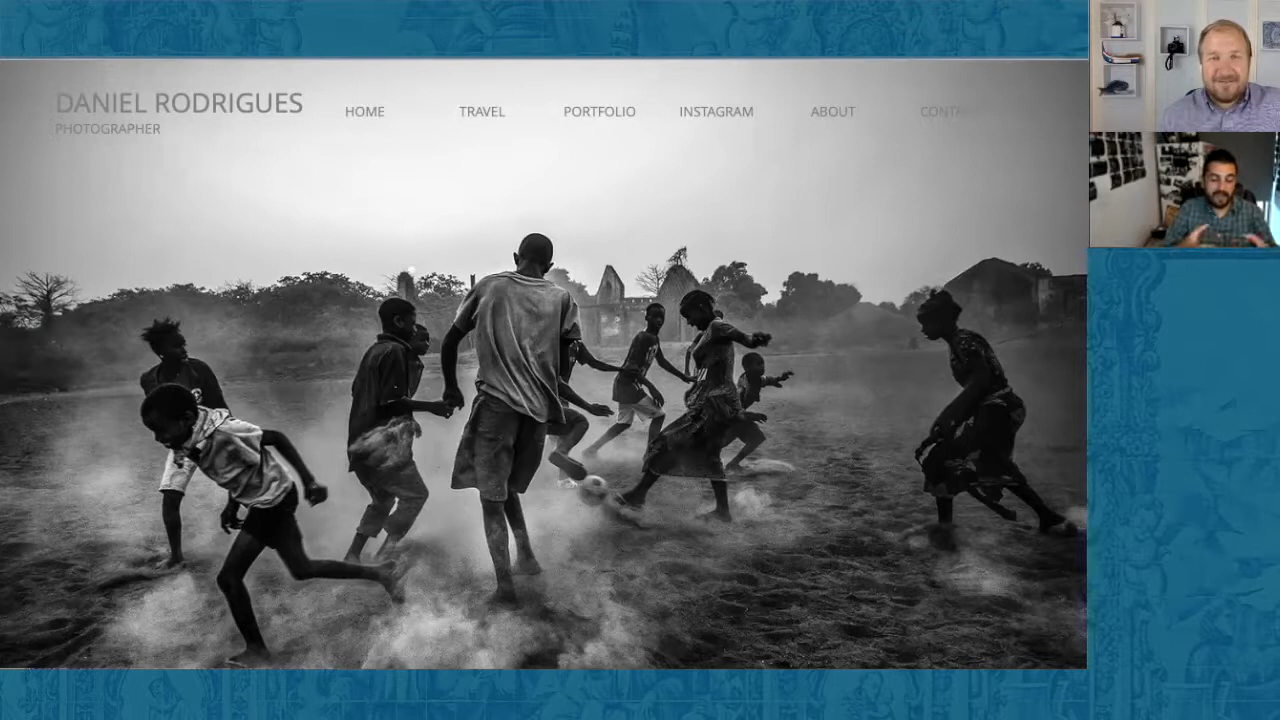 DANIEL RODRIGUES
PHOTOGRAPHER
HOME TRAVEL PORTFOLIO INSTAGRAM ABOUT